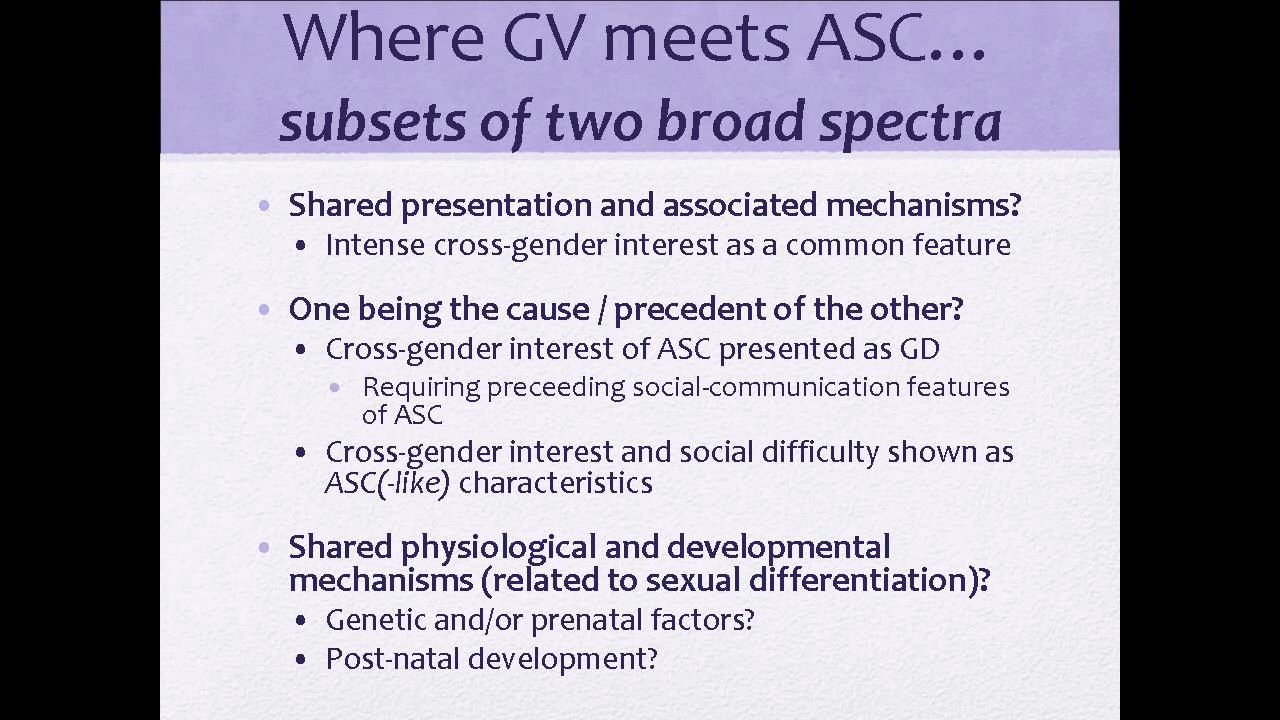 Where GV meets ASC...
subsets of two broad spectra
• Shared presentation and associated mechanisms?
• Intense cross-gender interest as a common feature
• One being the cause / precedent of the other?
• Cross-gender interest of ASC presented as GD
• Requiring preceeding social-communication features
of ASC
• Cross-gender interest and social difficulty shown as
ASC(-like) characteristics
• Shared physiological and developmental
mechanisms (related to sexual differentiation)?
• Genetic and/or prenatal factors?
• Post-natal development?